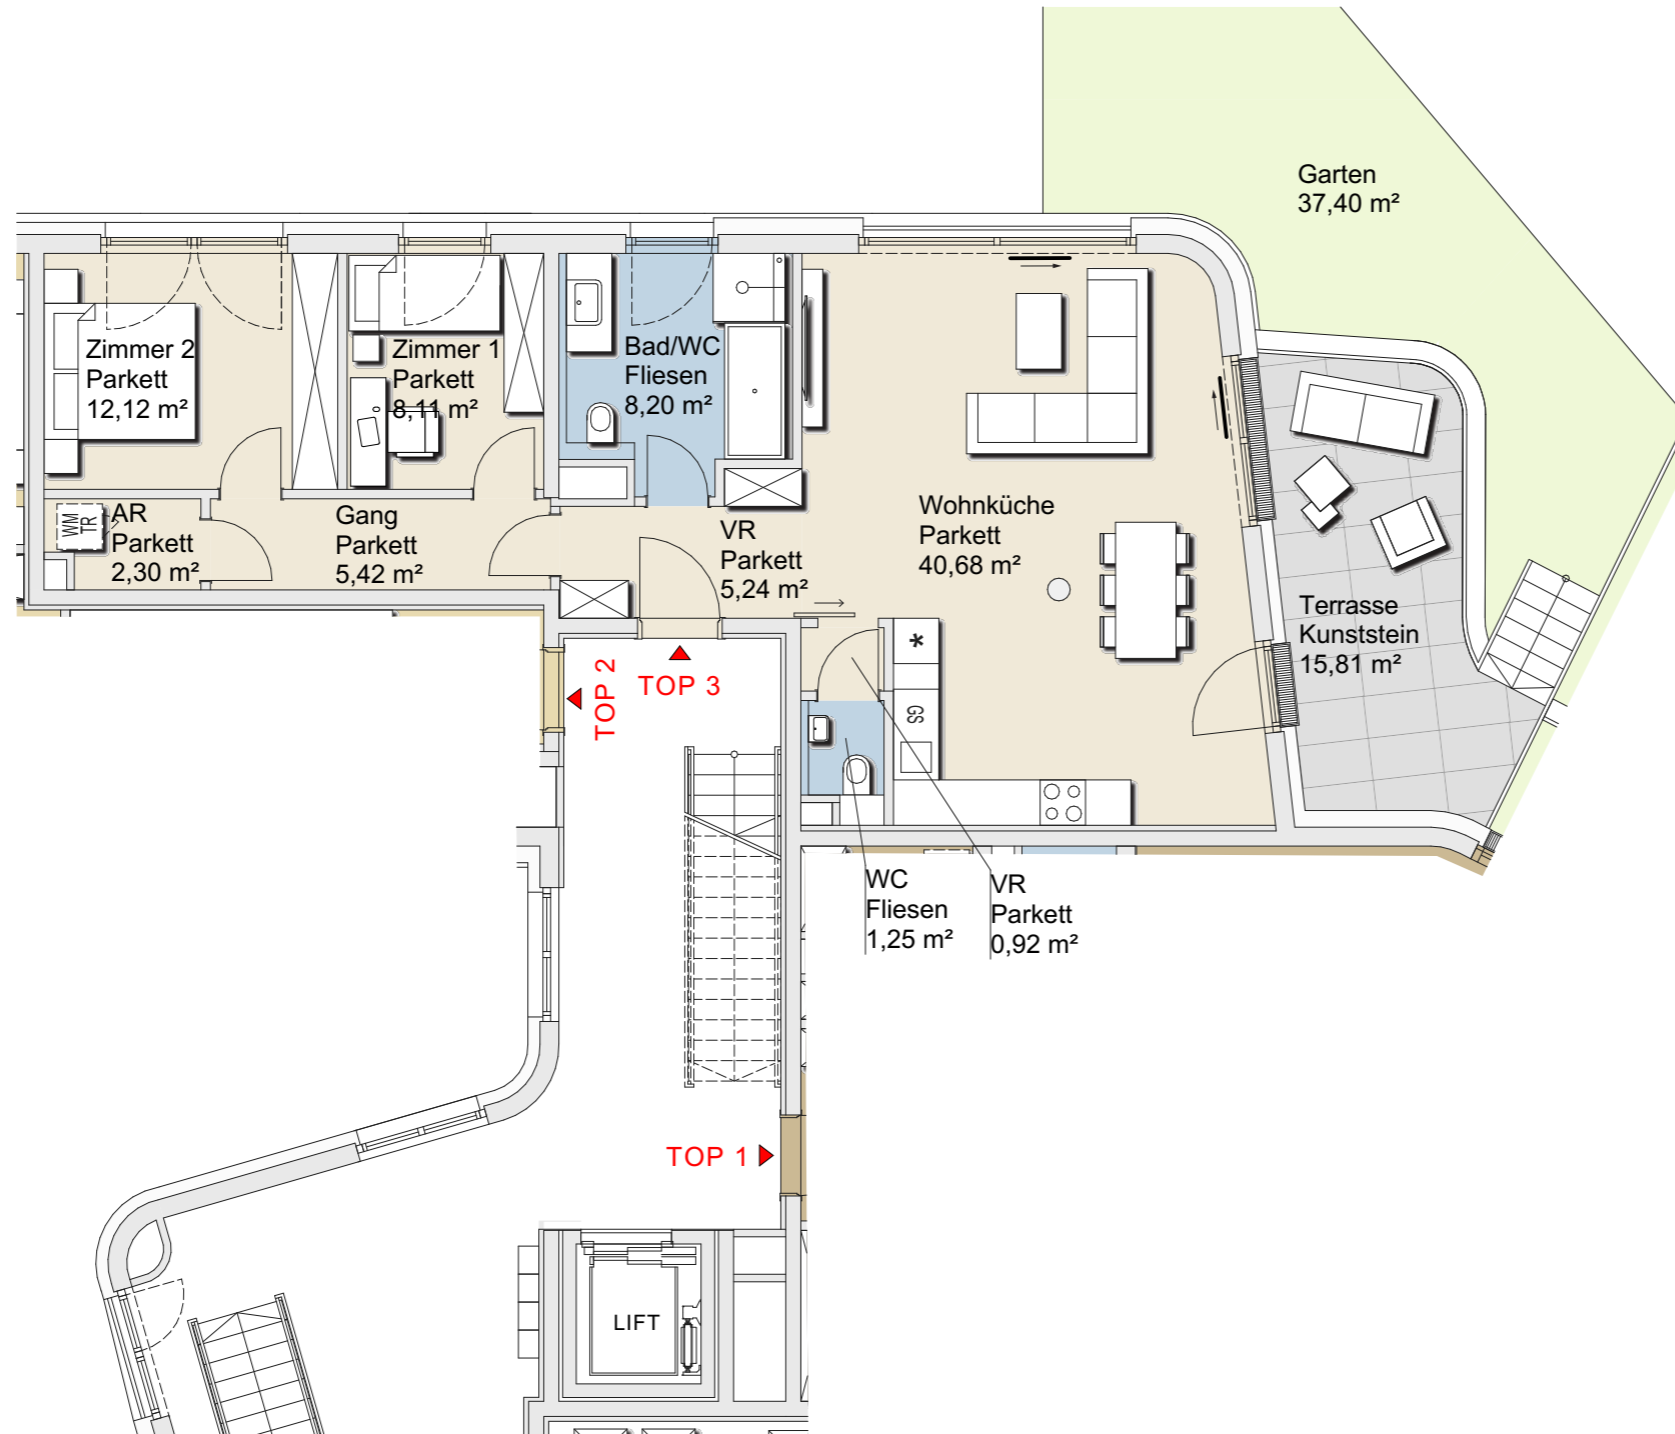 Garten
37,40 m²
Zimmer 2
Parkett
12,12 m²
Zimmer 1
Parkett
8,11 m²
Bad/WC
Fliesen
8,20 m²
Wohnküche
Parkett
40,68 m²
WM
TR
AR
Parkett
2,30 m²
Gang
Parkett
5,42 m²
VR
Parkett
5,24 m²
Terrasse
Kunststein
15,81 m²
*
GS
TOP 2
TOP 3
WC
Fliesen
1,25 m²
VR
Parkett
0,92 m²
TOP 1
LIFT